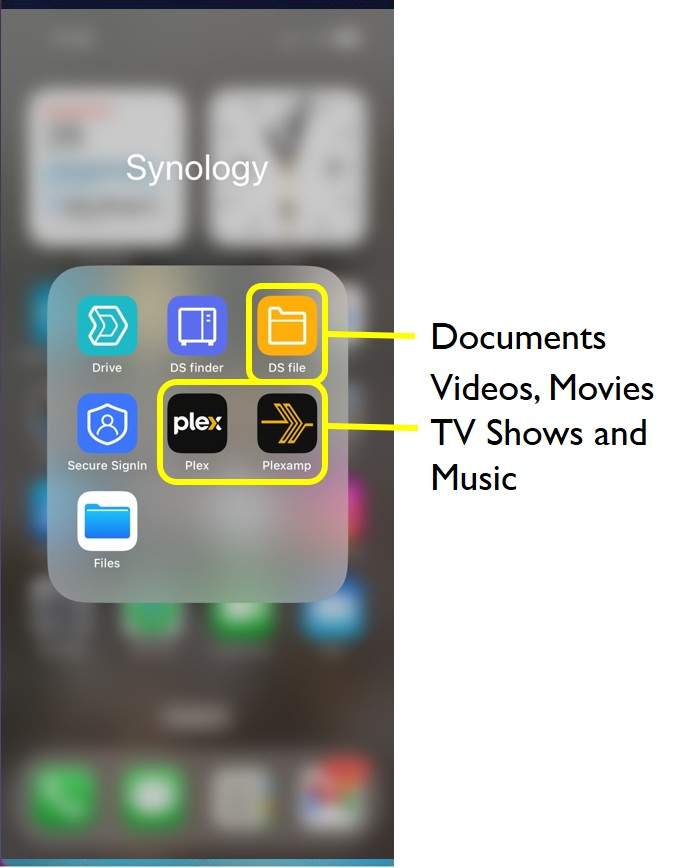 Synology
Drive
DS finder
DS file
Secure SignIn
plex
Plex
Plexamp
Files
Documents
Videos, Movies
TV Shows and
Music